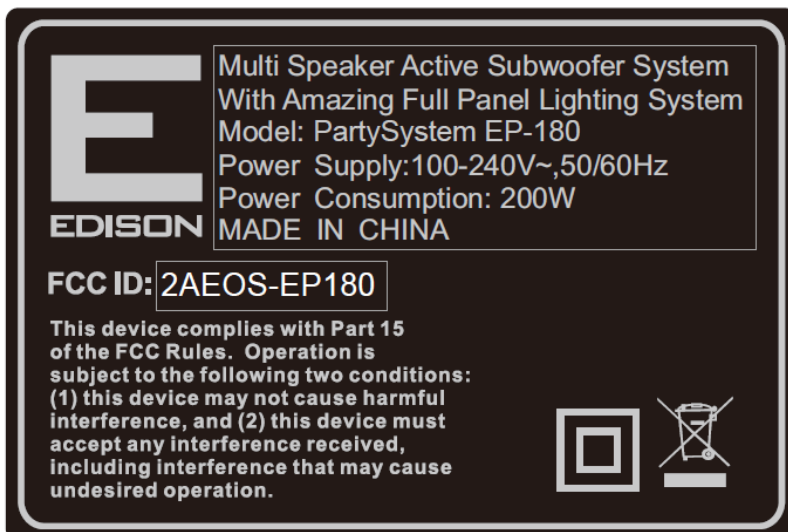 E
EDISON
Multi Speaker Active Subwoofer System
With Amazing Full Panel Lighting System
Model: PartySystem EP-180
Power Supply:100-240V~,50/60Hz
Power Consumption: 200W
MADE IN CHINA
FCC ID: 2AEOS-EP180
This device complies with Part 15
of the FCC Rules. Operation is
subject to the following two conditions:
(1) this device may not cause harmful
interference, and (2) this device must
accept any interference received,
including interference that may cause
undesired operation.